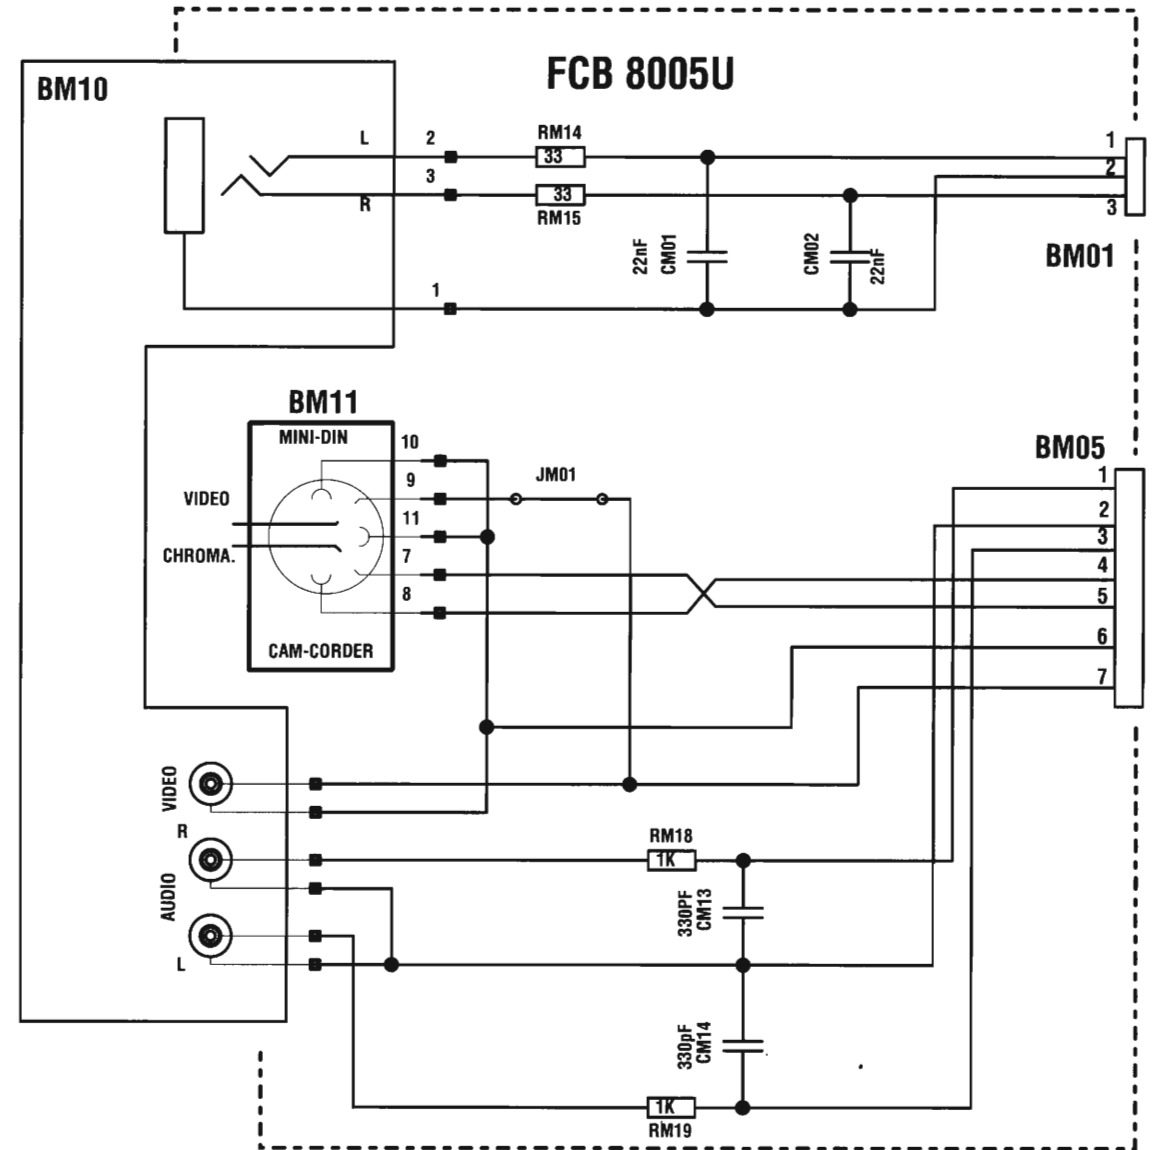 FCB 8005U
BM10
L
2
RM14
33
1
2
3
R
3
33
RM15
BM01
22nF
CM01
CM02
22nF
1
BM11
MINI-DIN
10
9
11
7
8
VIDEO
CHROMA.
CAM-CORDER
JM01
BM05
1
2
3
4
5
6
7
VIDEO
R
AUDIO
L
RM18
1K
330PF
CM13
330pF
CM14
1K
RM19